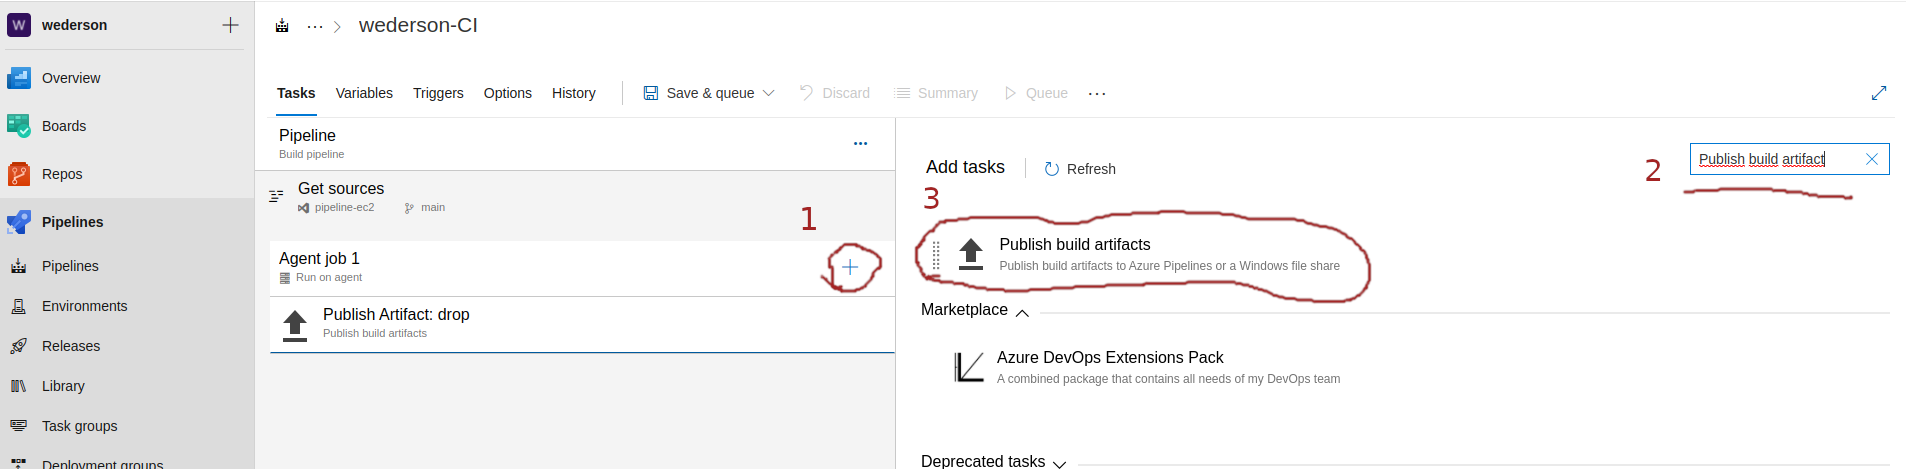 W wederson
Overview
Boards
Repos
Pipelines
Pipelines
Environments
Releases
Library
Task groups
Deployment groups
... wederson-CI
Tasks Variables Triggers Options History Save & queue Discard Summary Queue ...
Pipeline
Build pipeline
...
Get sources
pipeline-ec2 main
1
Agent job 1
Run on agent
Publish Artifact: drop
Publish build artifacts
Add tasks Refresh
2
Publish build artifact
3
Publish build artifacts
Publish build artifacts to Azure Pipelines or a Windows file share
Marketplace
Azure DevOps Extensions Pack
A combined package that contains all needs of my DevOps team
Deprecated tasks